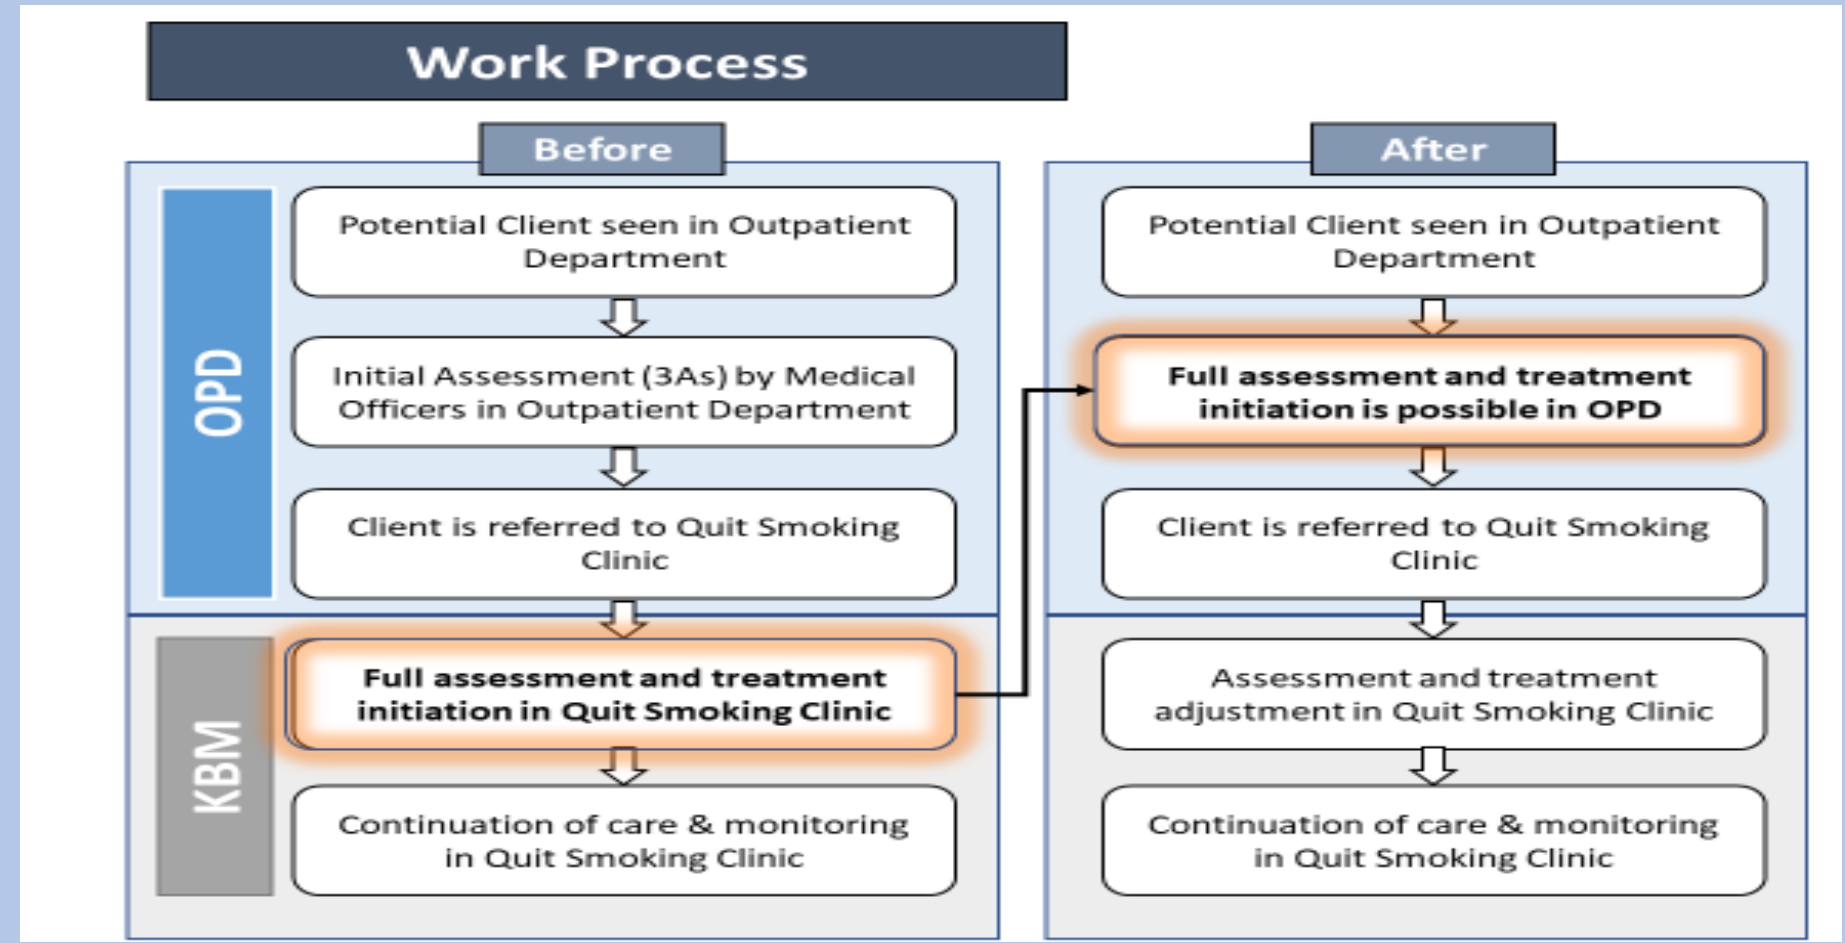 Work Process
Before
OPD
Potential Client seen in Outpatient
Department
Initial Assessment (3As) by Medical
Officers in Outpatient Department
Client is referred to Quit Smoking
Clinic
KBM
Full assessment and treatment
initiation in Quit Smoking Clinic
Continuation of care & monitoring
in Quit Smoking Clinic
After
Potential Client seen in Outpatient
Department
Full assessment and treatment
initiation is possible in OPD
Client is referred to Quit Smoking
Clinic
Assessment and treatment
adjustment in Quit Smoking Clinic
Continuation of care & monitoring
in Quit Smoking Clinic